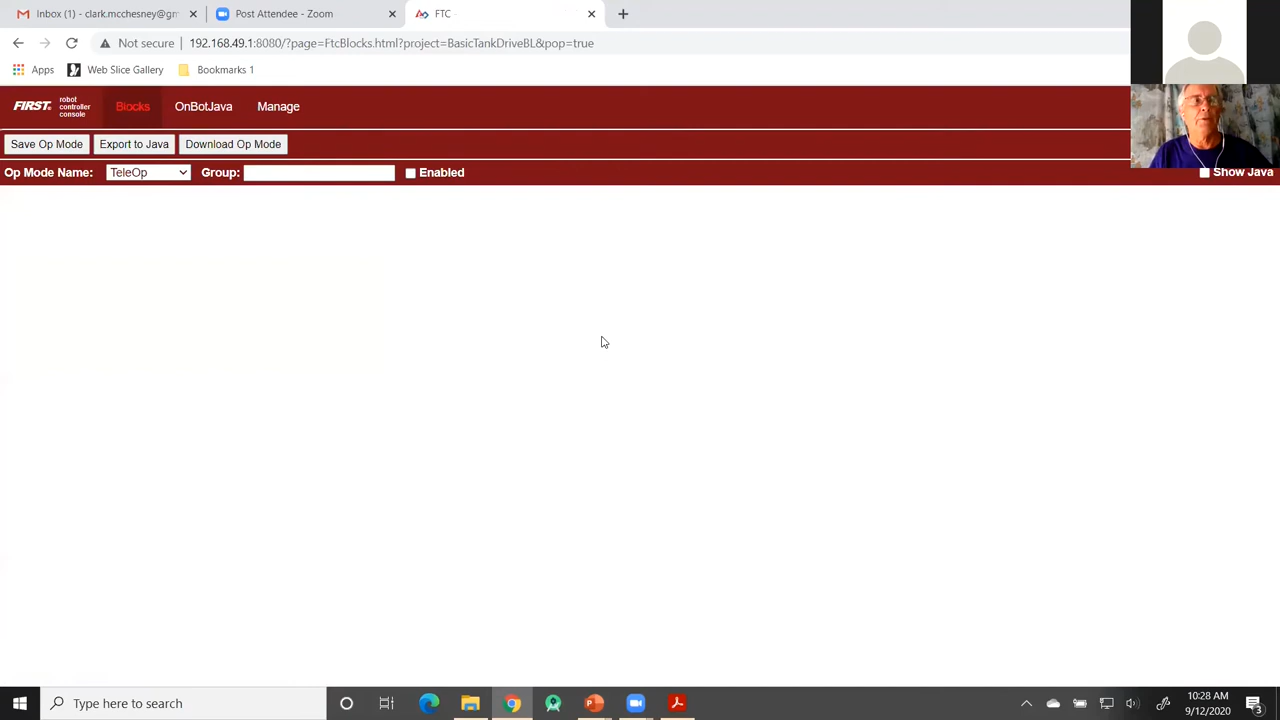 Inbox (1) - clark.mcchesney@gm
Post Attendee - Zoom
FTC
Not secure
192.168.49.1:8080/?page=FtcBlocks.html?project=BasicTankDriveBL&pop=true
Apps
Web Slice Gallery
Bookmarks 1
FIRST. robot controller console
Blocks
OnBotJava
Manage
Save Op Mode
Export to Java
Download Op Mode
Op Mode Name:
TeleOp
Group:
Enabled
Show Java
Type here to search
10:28 AM
9/12/2020
3